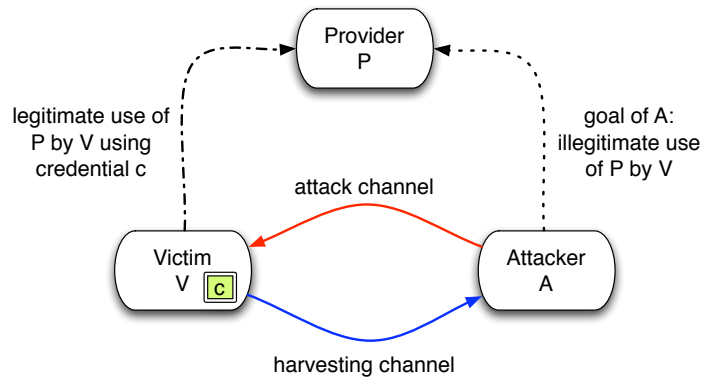 Provider
P
legitimate use of
P by V using
credential c
goal of A:
illegitimate use
of P by V
attack channel
Victim
V
c
Attacker
A
harvesting channel